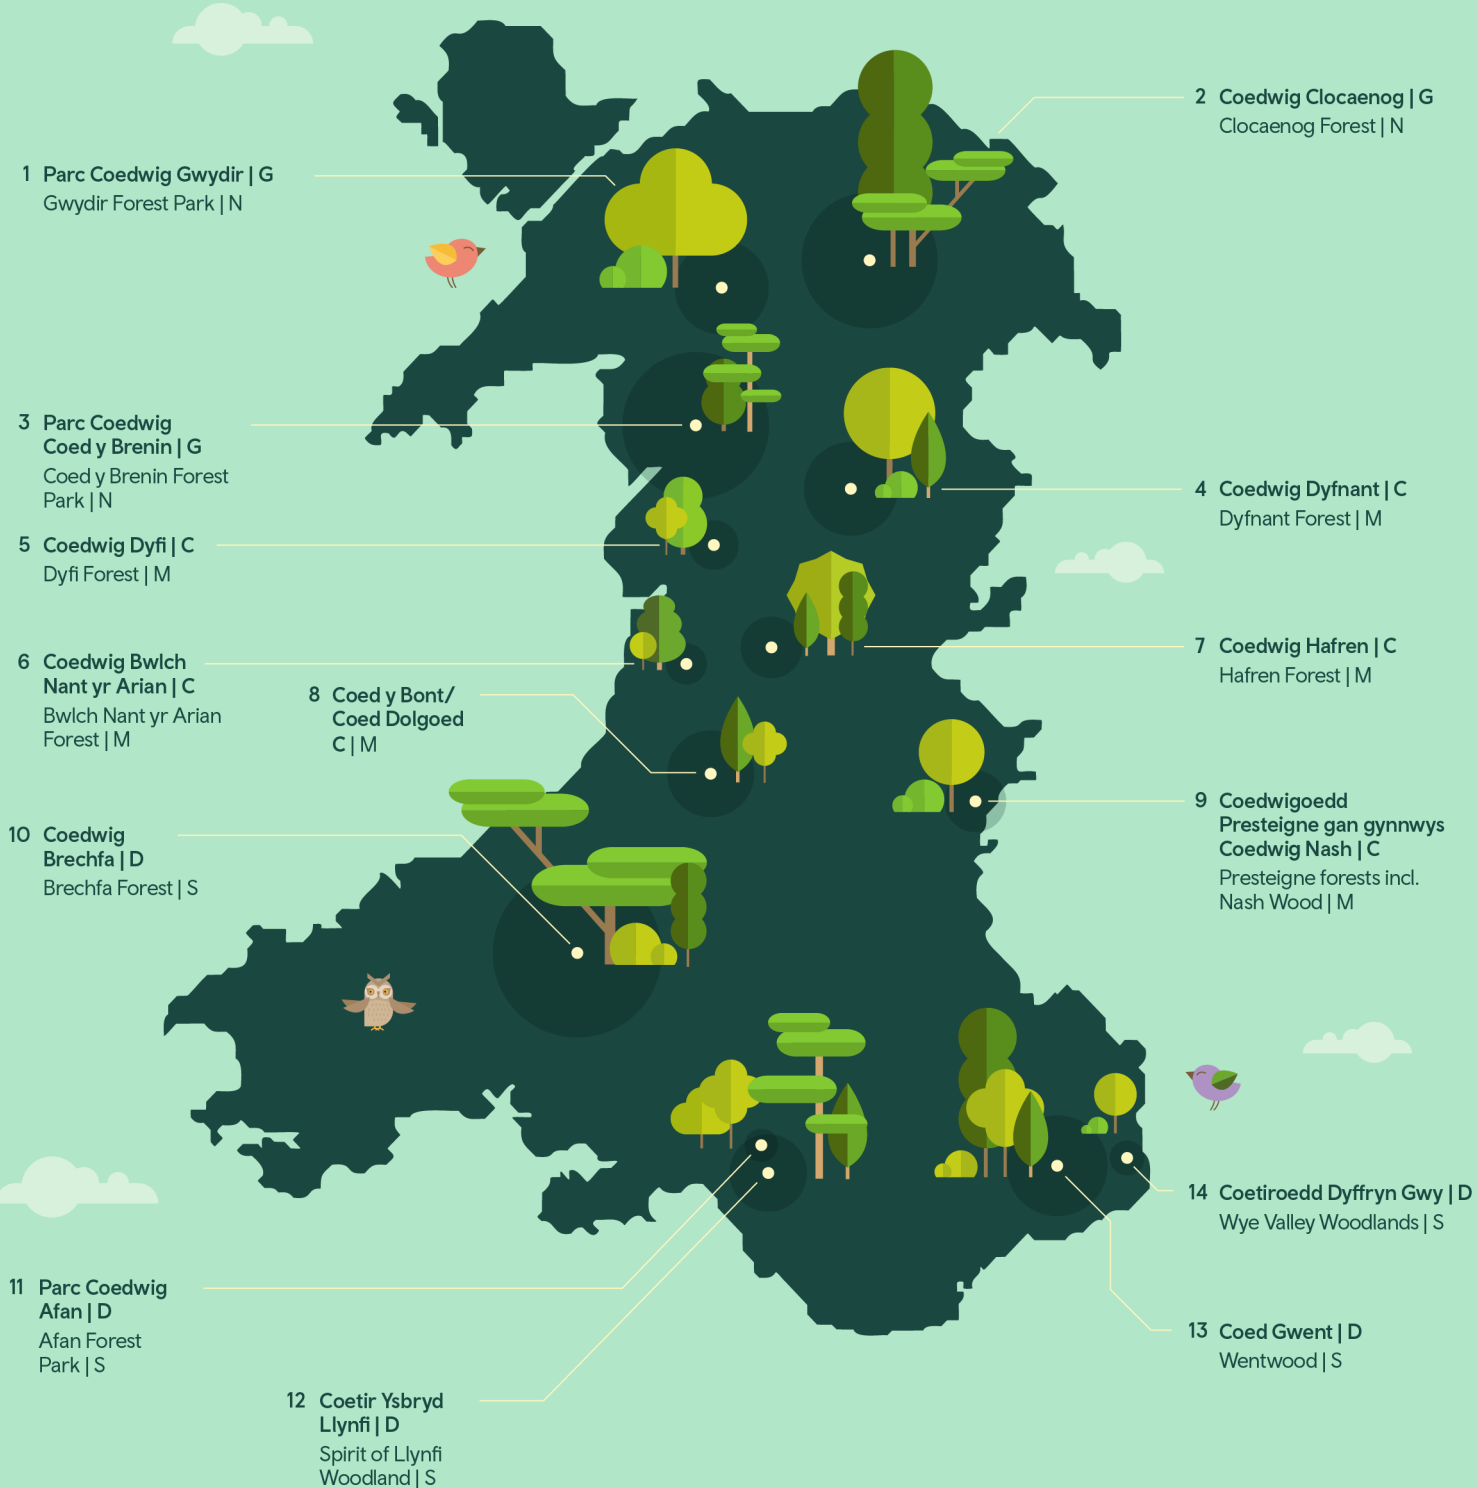 1 Parc Coedwig Gwydir | G
Gwydir Forest Park | N
2 Coedwig Clocaenog | G
Clocaenog Forest | N
3 Parc Coedwig
Coed y Brenin | G
Coed y Brenin Forest
Park | N
4 Coedwig Dyfnant | C
Dyfnant Forest | M
5 Coedwig Dyfi | C
Dyfi Forest | M
6 Coedwig Bwlch
Nant yr Arian | C
Bwlch Nant yr Arian
Forest | M
7 Coedwig Hafren | C
Hafren Forest | M
8 Coed y Bont/
Coed Dolgoed
C | M
9 Coedwigoedd
Presteigne gan gynnwys
Coedwig Nash | C
Presteigne forests incl.
Nash Wood | M
10 Coedwig
Brechfa | D
Brechfa Forest | S
11 Parc Coedwig
Afan | D
Afan Forest
Park | S
12 Coetir Ysbryd
Llynfi | D
Spirit of Llynfi
Woodland | S
13 Coed Gwent | D
Wentwood | S
14 Coetiroedd Dyffryn Gwy | D
Wye Valley Woodlands | S